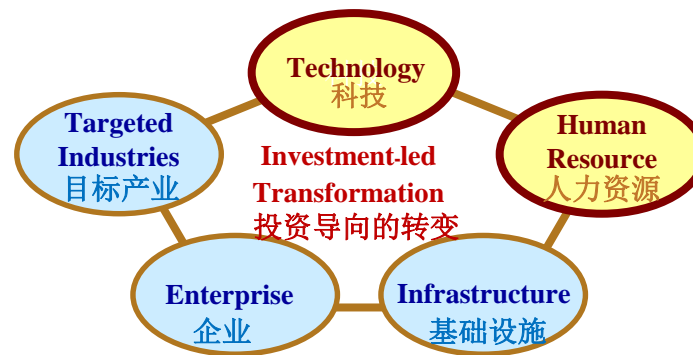 Technology
科技
Targeted
Industries
目标产业
Human
Resource
人力资源
Investment-led
Transformation
投资导向的转变
Enterprise
企业
Infrastructure
基础设施